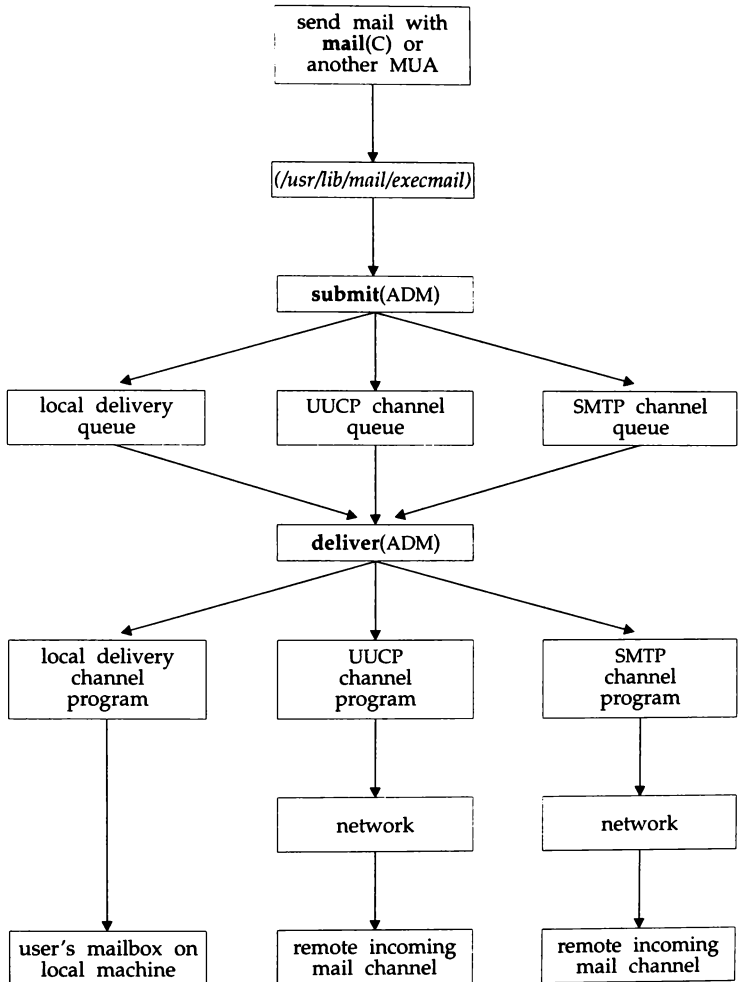 send mail with
mail(C) or
another MUA
(/usr/lib/mail/execmail)
submit(ADM)
local delivery
queue
UUCP channel
queue
SMTP channel
queue
deliver(ADM)
local delivery
channel
program
UUCP
channel
program
SMTP
channel
program
network
network
user's mailbox on
local machine
remote incoming
mail channel
remote incoming
mail channel